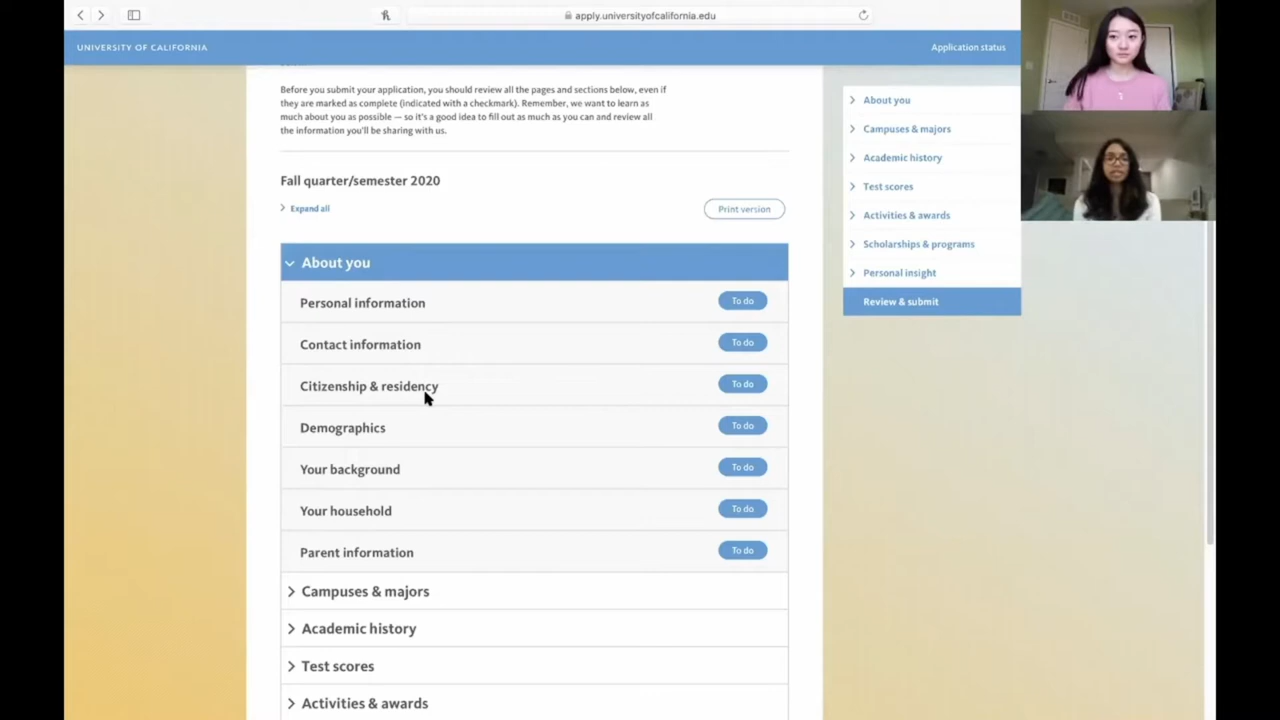 apply.universityofcalifornia.edu
UNIVERSITY OF CALIFORNIA
Application status
Before you submit your application, you should review all the pages and sections below, even if
they are marked as complete (indicated with a checkmark). Remember, we want to learn as
much about you as possible — so it's a good idea to fill out as much as you can and review all
the information you'll be sharing with us.
Fall quarter/semester 2020
Expand all
Print version
About you
Personal information
To do
Contact information
To do
Citizenship & residency
To do
Demographics
To do
Your background
To do
Your household
To do
Parent information
To do
Campuses & majors
Academic history
Test scores
Activities & awards
About you
Campuses & majors
Academic history
Test scores
Activities & awards
Scholarships & programs
Personal insight
Review & submit